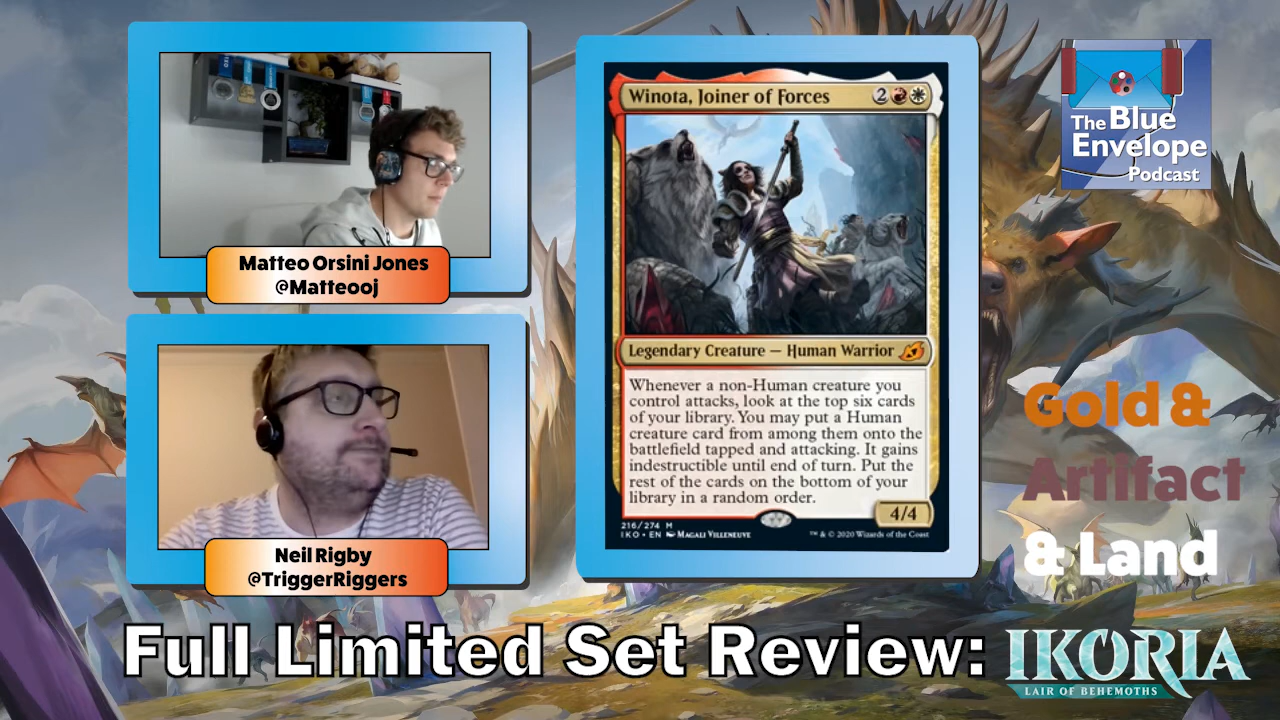 Matteo Orsini Jones
@Matteooj
Neil Rigby
@TriggerRiggers
Winota, Joiner of Forces
2
Legendary Creature — Human Warrior
Whenever a non-Human creature you
control attacks, look at the top six cards
of your library. You may put a Human
creature card from among them onto the
battlefield tapped and attacking. It gains
indestructible until end of turn. Put the
rest of the cards on the bottom of your
library in a random order.
4/4
216/274 M
IKO • EN Magali Villeneuve
™ & © 2020 Wizards of the Coast
The Blue
Envelope
Podcast
Gold &
Artifact
& Land
Full Limited Set Review:
IKORIA
LAIR OF BEHEMOTHS